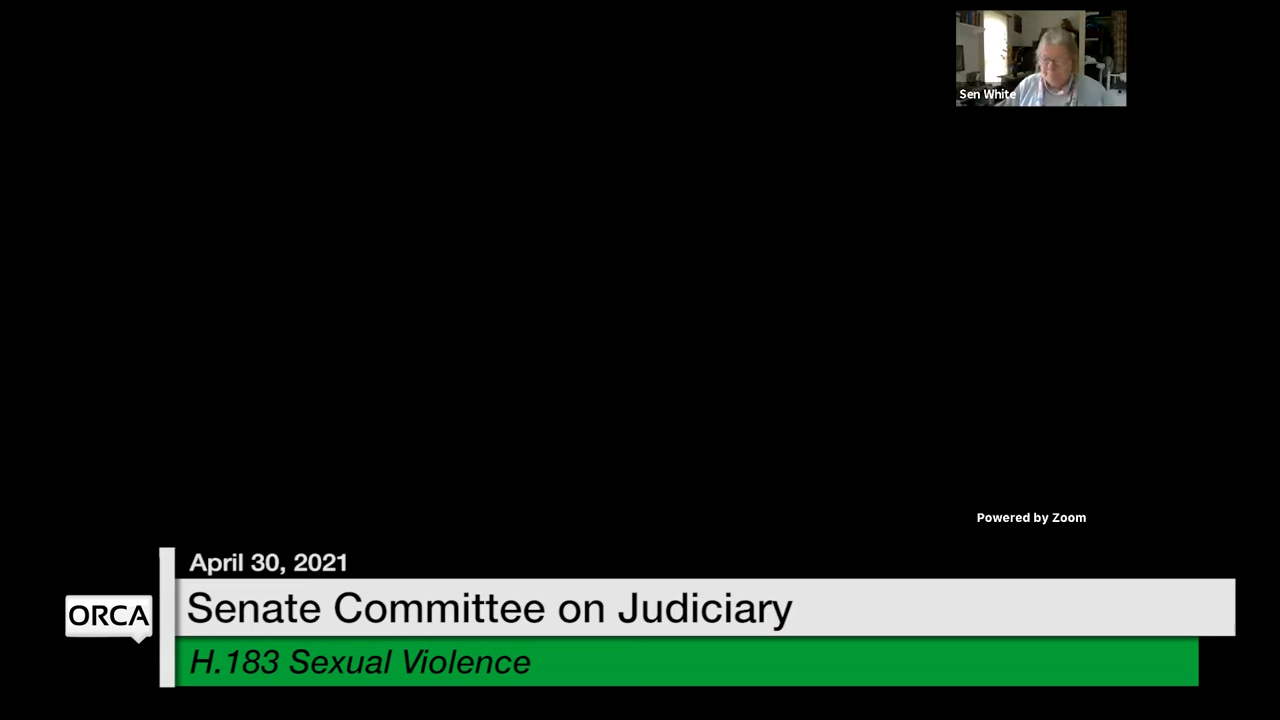 Sen White
Powered by Zoom
April 30, 2021
Senate Committee on Judiciary
ORCA
H.183 Sexual Violence